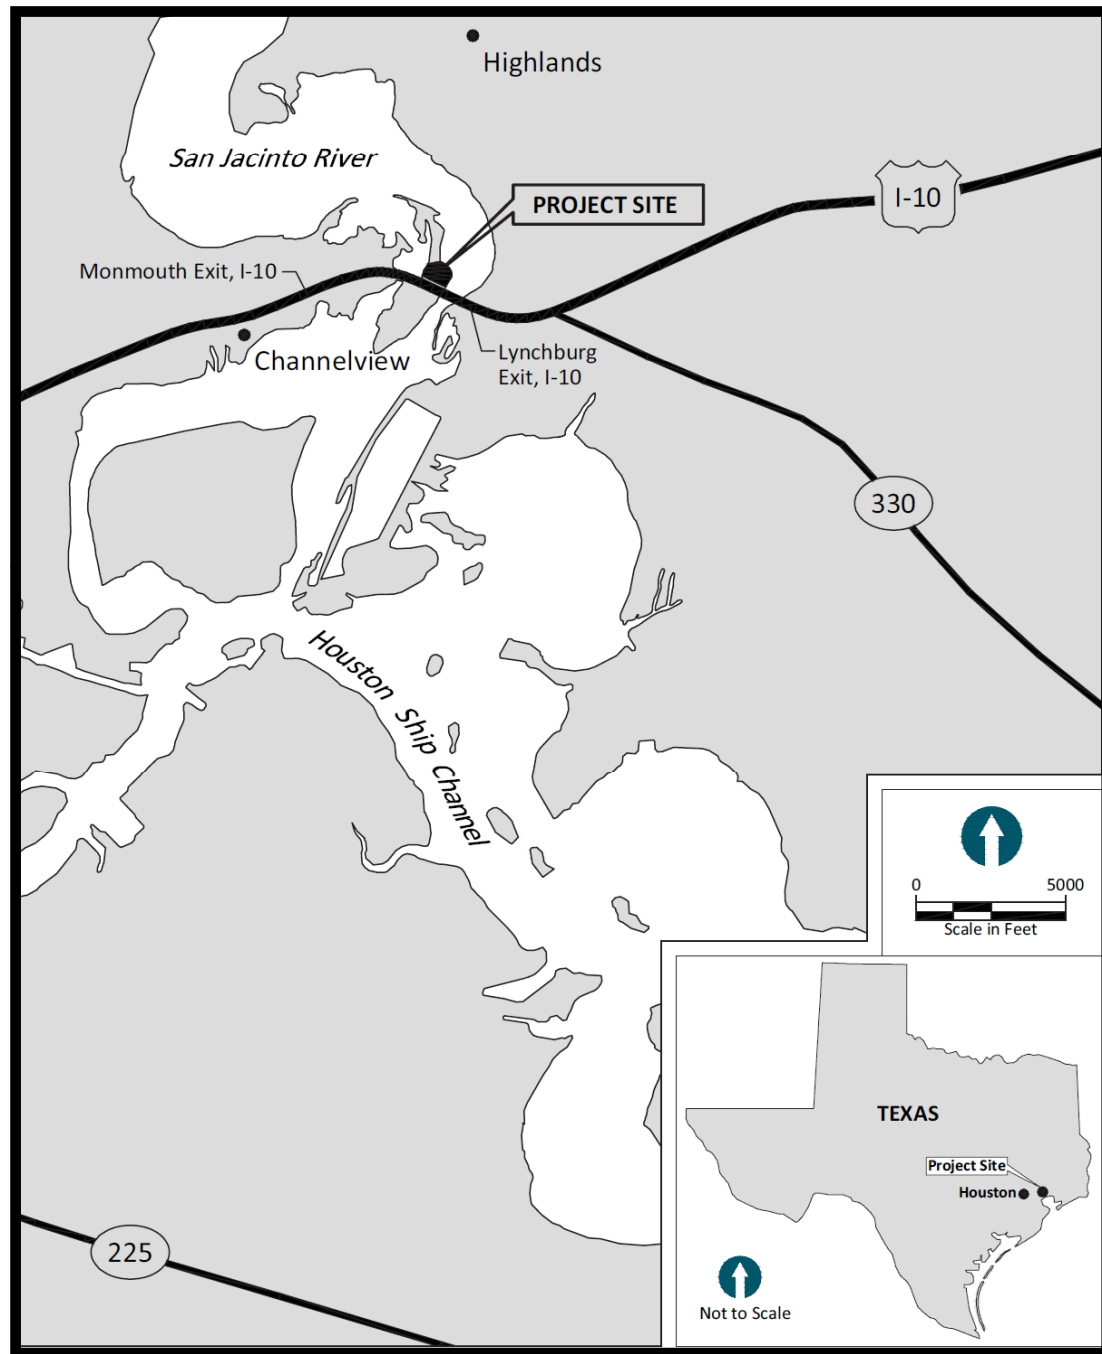 Highlands
San Jacinto River
PROJECT SITE
I-10
Monmouth Exit, I-10
Channelview
Lynchburg
Exit, I-10
330
Houston Ship Channel
0 5000
Scale in Feet
TEXAS
Project Site
Houston
225
Not to Scale